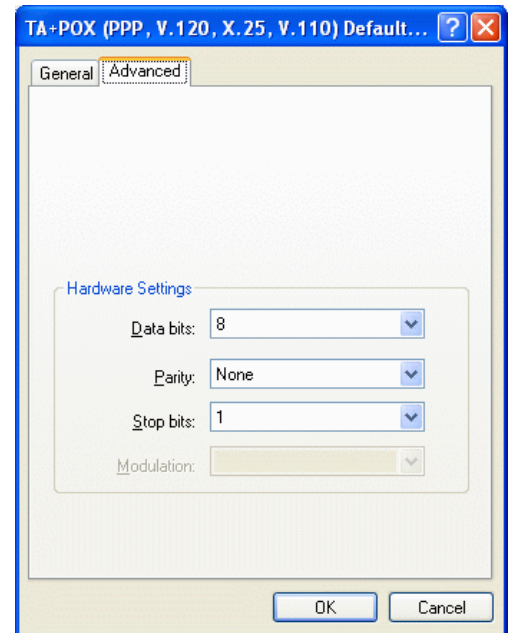 TA+POX (PPP, V.120, X.25, V.110) Default... ?
General Advanced
Hardware Settings
Data bits: 8
Parity: None
Stop bits: 1
Modulation:
OK Cancel